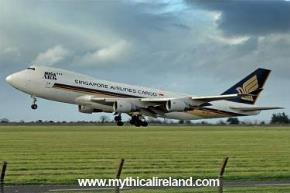 MEGA
ARK
SINGAPORE AIRLINES CARGO
www.mythicalireland.com